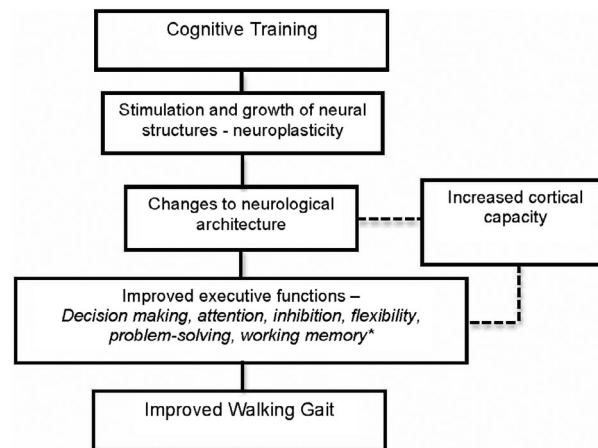 Cognitive Training
Stimulation and growth of neural
structures - neuroplasticity
Changes to neurological
architecture
Increased cortical
capacity
Improved executive functions –
Decision making, attention, inhibition, flexibility,
problem-solving, working memory*
Improved Walking Gait